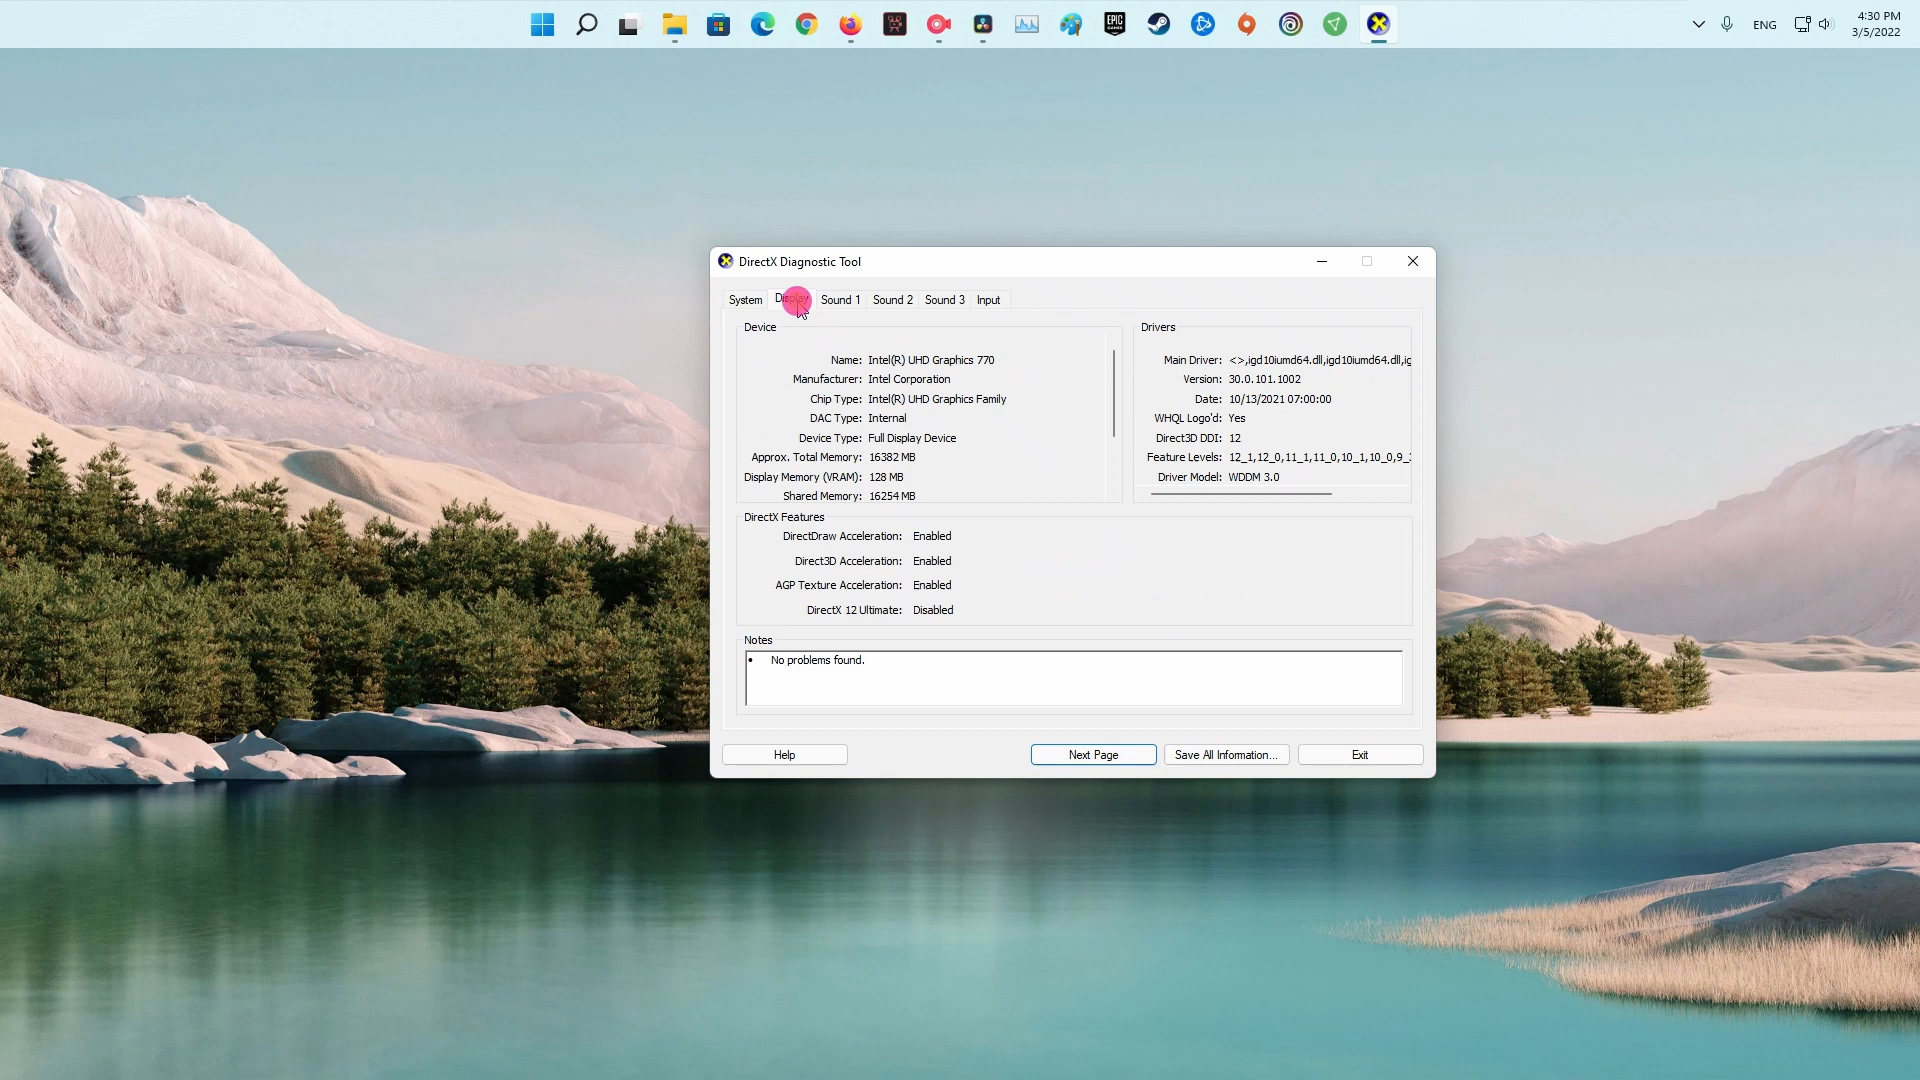 EPIC
GAMES
ENG
4:30 PM
3/5/2022
DirectX Diagnostic Tool
System
Display
Sound 1
Sound 2
Sound 3
Input
Device
Name: Intel(R) UHD Graphics 770
Manufacturer: Intel Corporation
Chip Type: Intel(R) UHD Graphics Family
DAC Type: Internal
Device Type: Full Display Device
Approx. Total Memory: 16382 MB
Display Memory (VRAM): 128 MB
Shared Memory: 16254 MB
Drivers
Main Driver: <>,igd10iumd64.dll,igd10iumd64.dll,ig
Version: 30.0.101.1002
Date: 10/13/2021 07:00:00
WHQL Logo'd: Yes
Direct3D DDI: 12
Feature Levels: 12_1,12_0,11_1,11_0,10_1,10_0,9_3
Driver Model: WDDM 3.0
DirectX Features
DirectDraw Acceleration: Enabled
Direct3D Acceleration: Enabled
AGP Texture Acceleration: Enabled
DirectX 12 Ultimate: Disabled
Notes
• No problems found.
Help
Next Page
Save All Information...
Exit